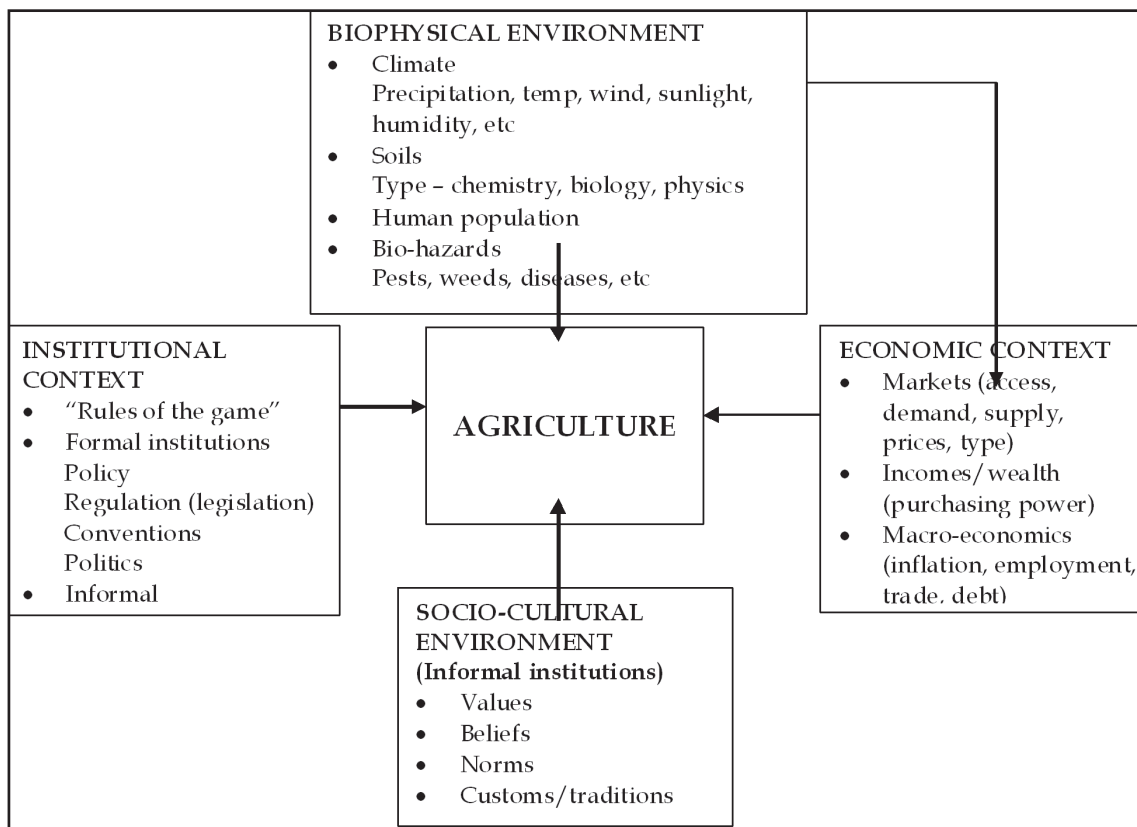 BIOPHYSICAL ENVIRONMENT
• Climate
Precipitation, temp, wind, sunlight,
humidity, etc
• Soils
Type – chemistry, biology, physics
• Human population
• Bio-hazards
Pests, weeds, diseases, etc
INSTITUTIONAL
CONTEXT
• “Rules of the game”
• Formal institutions
Policy
Regulation (legislation)
Conventions
Politics
• Informal
AGRICULTURE
ECONOMIC CONTEXT
• Markets (access,
demand, supply,
prices, type)
• Incomes/wealth
(purchasing power)
• Macro-economics
(inflation, employment,
trade, debt)
SOCIO-CULTURAL
ENVIRONMENT
(Informal institutions)
• Values
• Beliefs
• Norms
• Customs/traditions